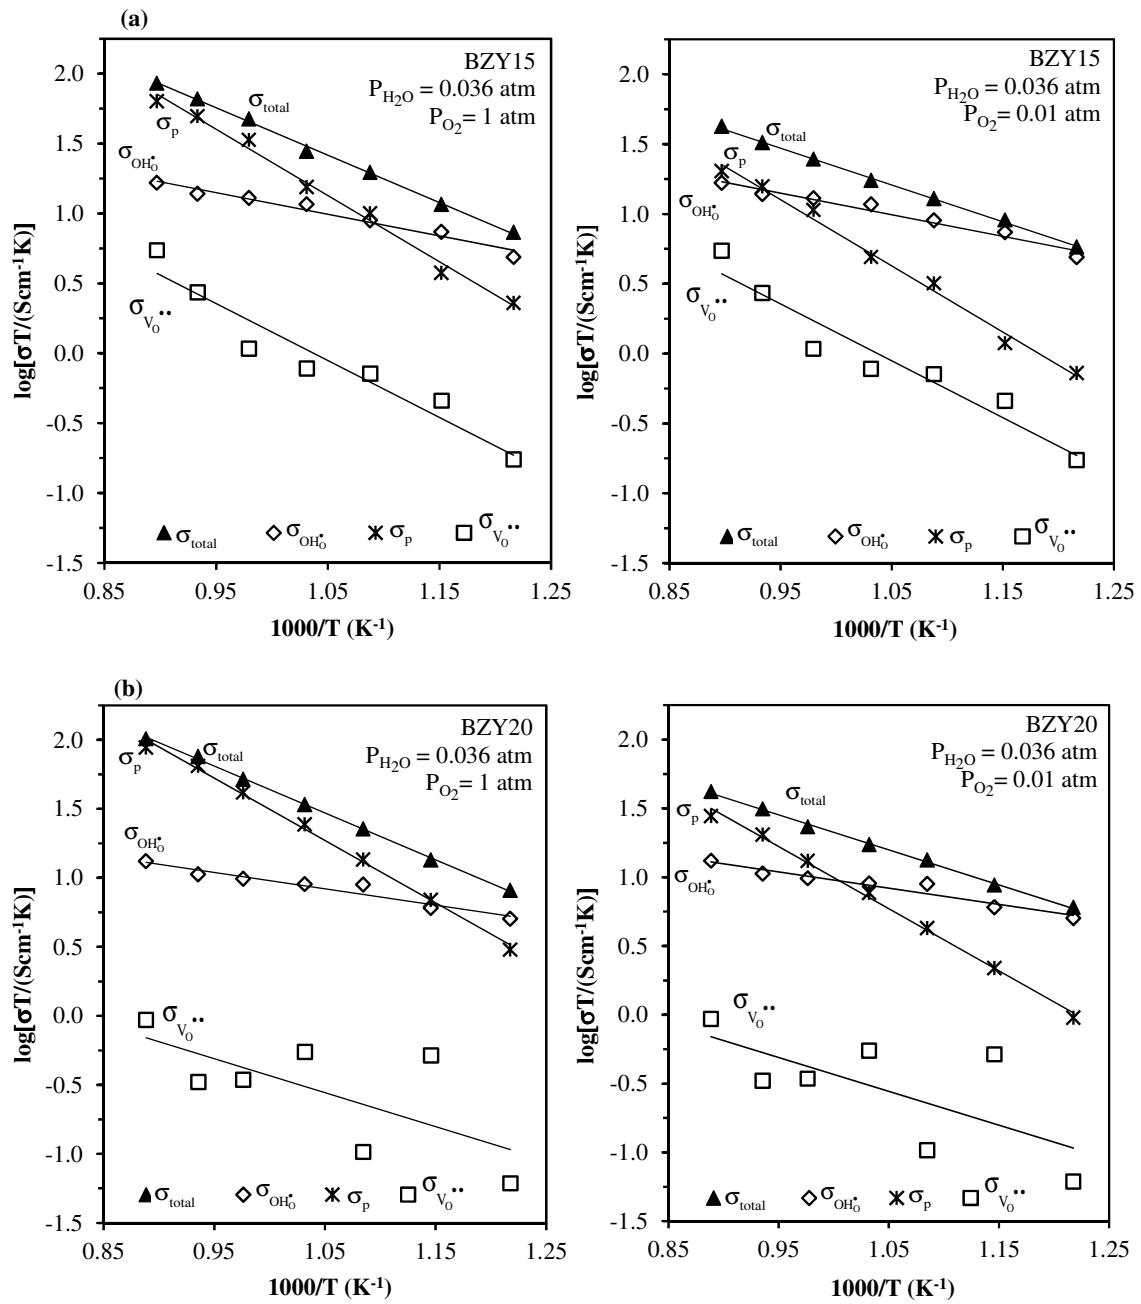 (a)
BZY15
P_H2O = 0.036 atm
P_O2= 1 atm
σ_total
σ_p
σ_OH_O•
σ_V_O••
2.0
1.5
1.0
0.5
0.0
-0.5
-1.0
-1.5
log[σT/(Scm⁻¹K)]
σ_total σ_OH_O• σ_p σ_V_O••
0.85 0.95 1.05 1.15 1.25
1000/T (K⁻¹)
BZY15
P_H2O = 0.036 atm
P_O2= 0.01 atm
σ_total
σ_p
σ_OH_O•
σ_V_O••
2.0
1.5
1.0
0.5
0.0
-0.5
-1.0
-1.5
log[σT/(Scm⁻¹K)]
σ_total σ_OH_O• σ_p σ_V_O••
0.85 0.95 1.05 1.15 1.25
1000/T (K⁻¹)
(b)
BZY20
P_H2O = 0.036 atm
P_O2= 1 atm
σ_total
σ_p
σ_OH_O•
σ_V_O••
2.0
1.5
1.0
0.5
0.0
-0.5
-1.0
-1.5
log[σT/(Scm⁻¹K)]
σ_total σ_OH_O• σ_p σ_V_O••
0.85 0.95 1.05 1.15 1.25
1000/T (K⁻¹)
BZY20
P_H2O = 0.036 atm
P_O2= 0.01 atm
σ_total
σ_p
σ_OH_O•
σ_V_O••
2.0
1.5
1.0
0.5
0.0
-0.5
-1.0
-1.5
log[σT/(Scm⁻¹K)]
σ_total σ_OH_O• σ_p σ_V_O••
0.85 0.95 1.05 1.15 1.25
1000/T (K⁻¹)